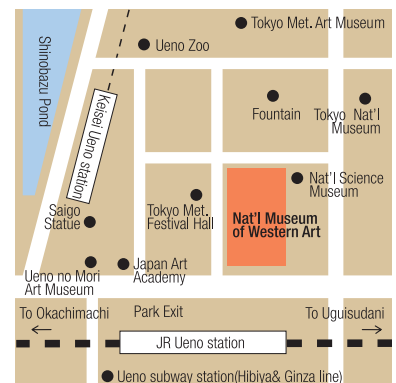 Tokyo Met. Art Museum
Ueno Zoo
Shinobazu Pond
Keisei Ueno station
Fountain
Tokyo Nat'l
Museum
Nat'l Science
Museum
Saigo
Statue
Tokyo Met.
Festival Hall
Nat'l Museum
of Western Art
Ueno no Mori
Art Museum
Japan Art
Academy
To Okachimachi
Park Exit
To Uguisudani
JR Ueno station
Ueno subway station(Hibiya& Ginza line)